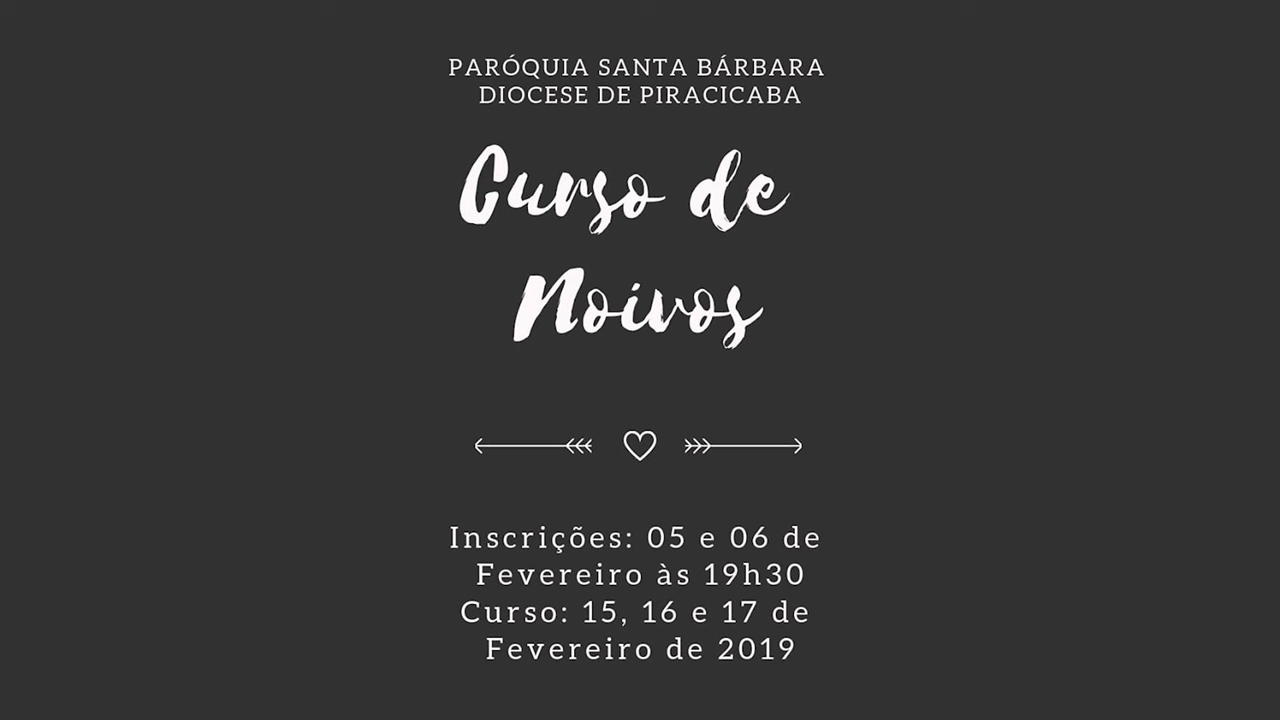 PARÓQUIA SANTA BÁRBARA
DIOCESE DE PIRACICABA
Curso de
Noivos
Inscrições: 05 e 06 de
Fevereiro às 19h30
Curso: 15, 16 e 17 de
Fevereiro de 2019